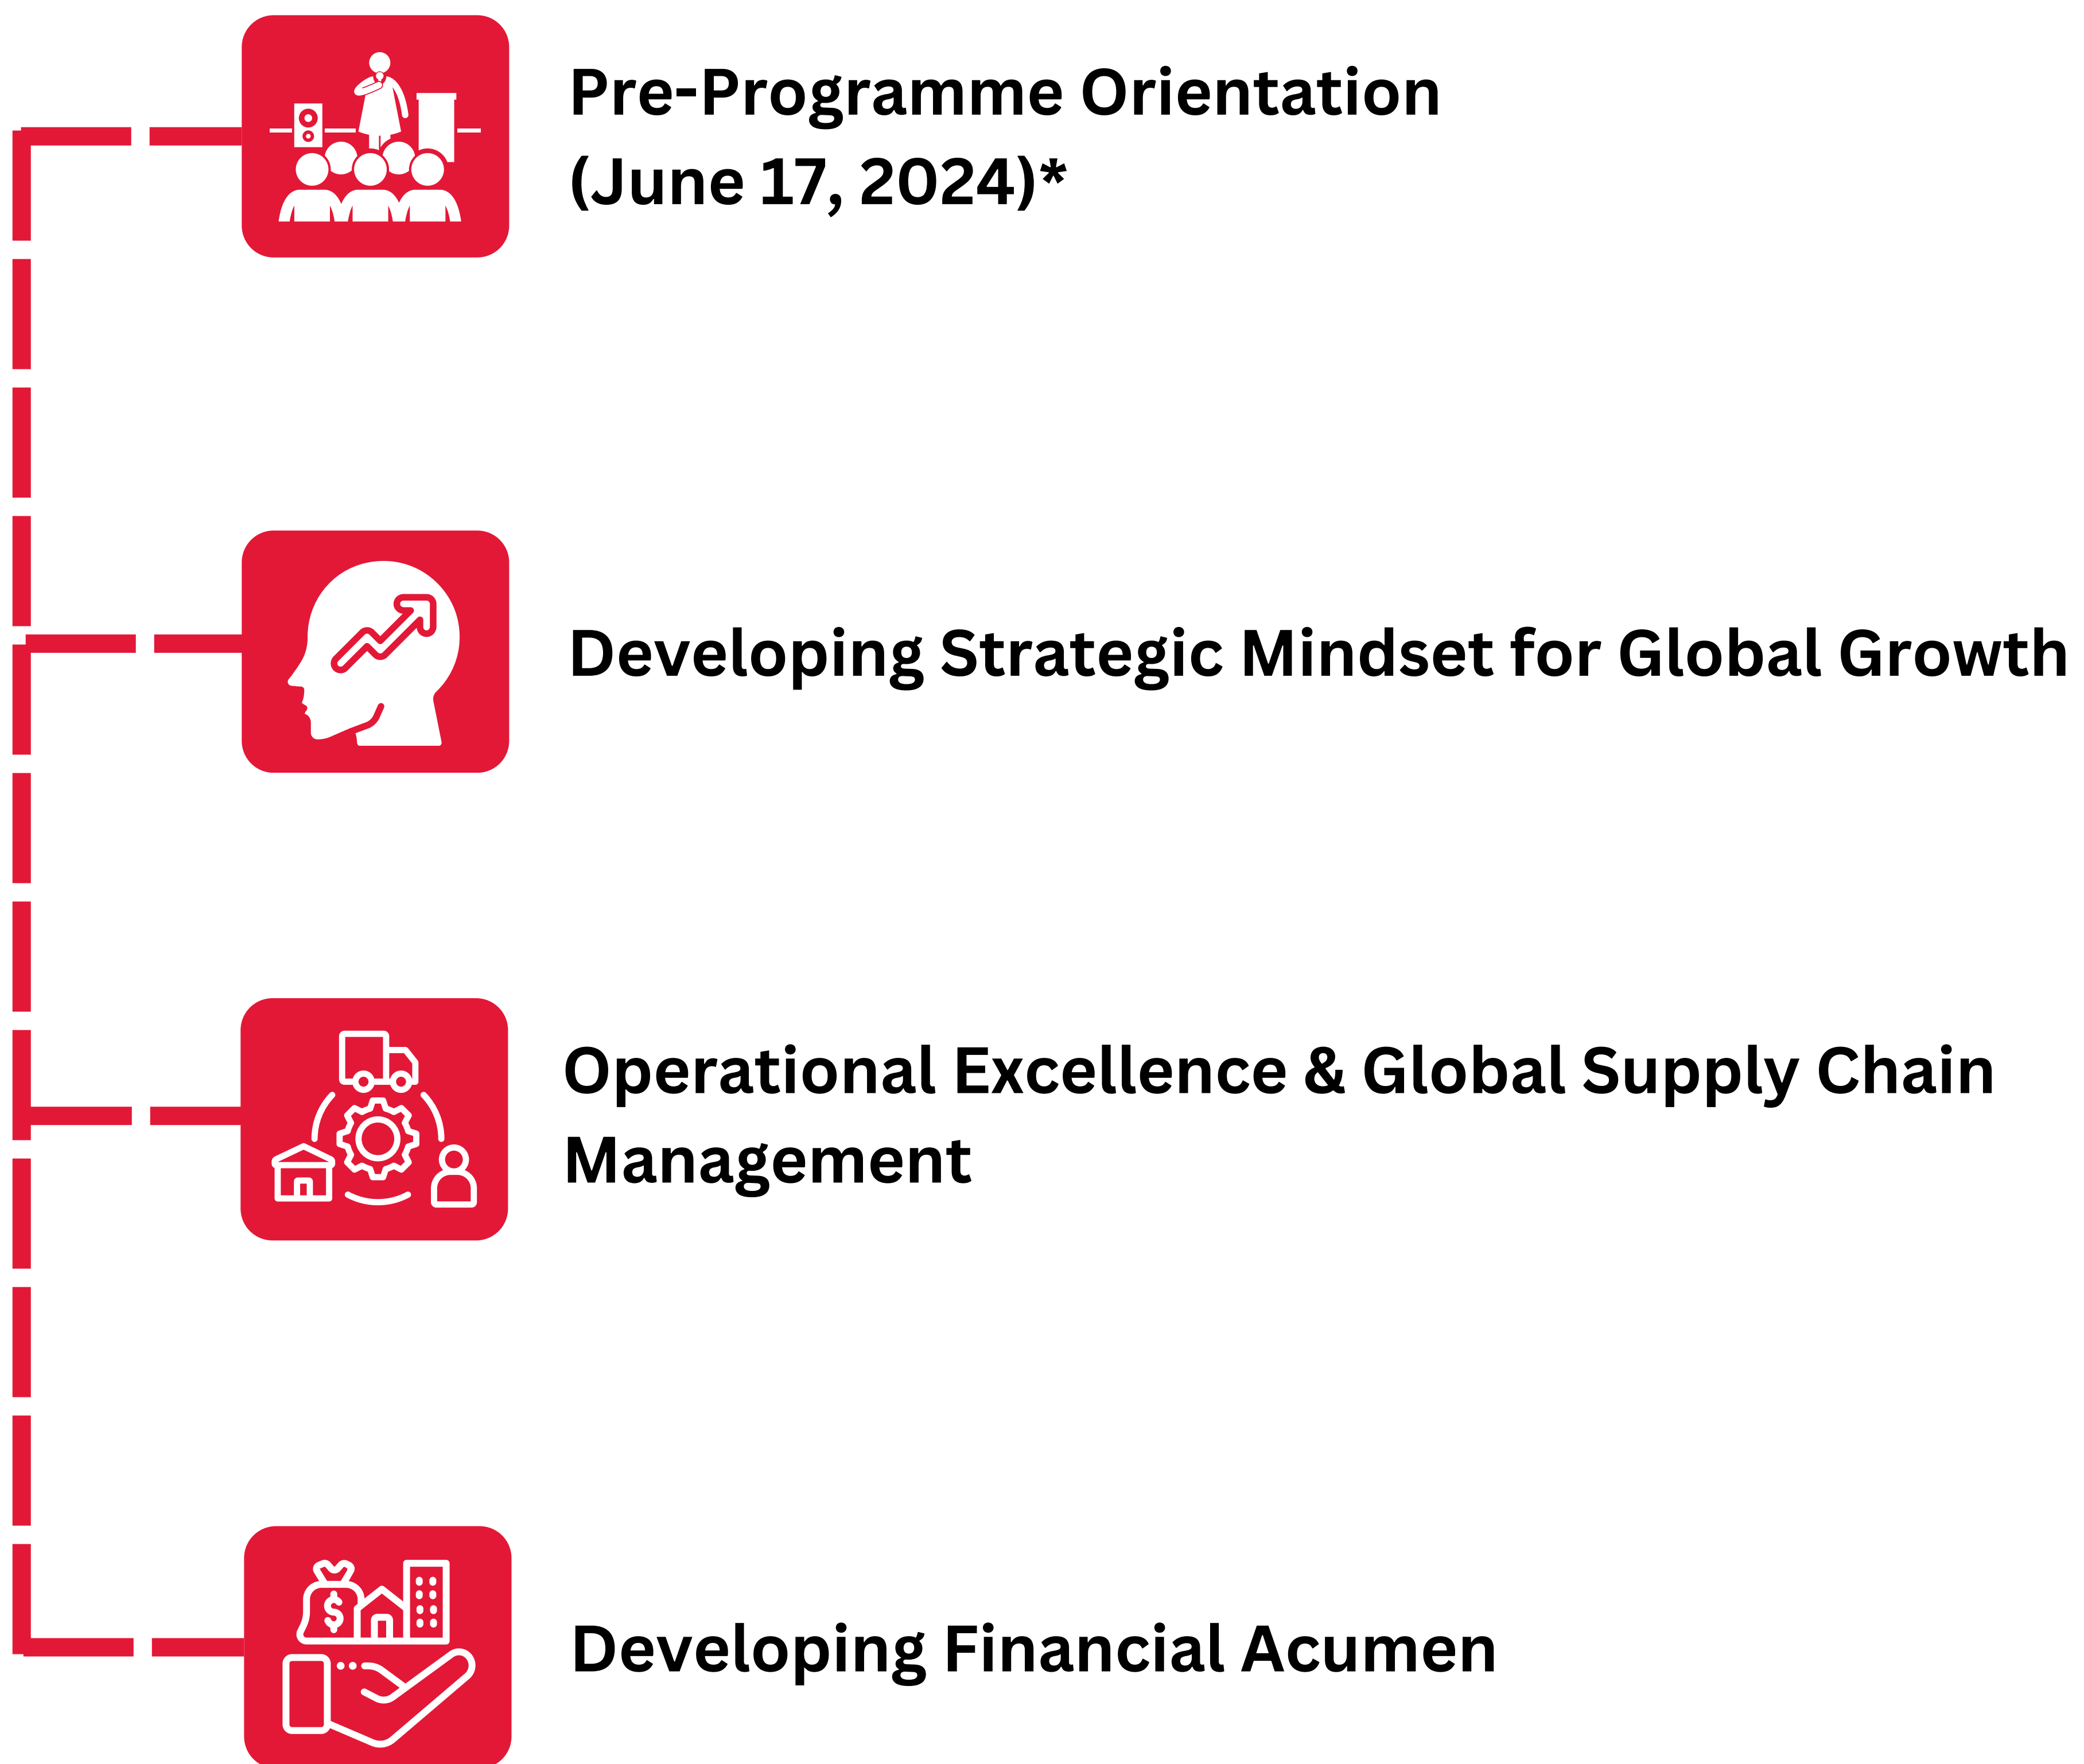 Pre-Programme Orientation
(June 17, 2024)*
Developing Strategic Mindset for Global Growth
Operational Excellence & Global Supply Chain
Management
Developing Financial Acumen